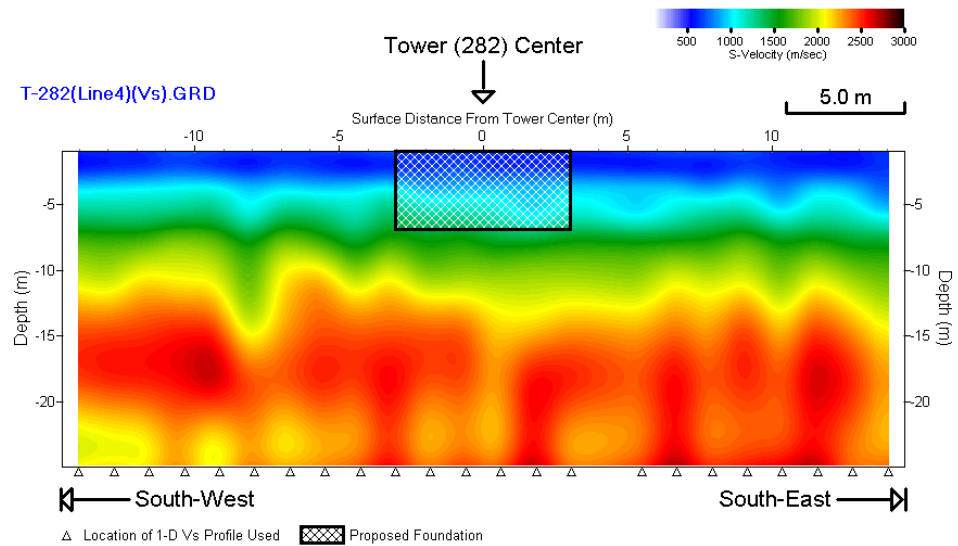 500 1000 1500 2000 2500 3000
S-Velocity (m/sec)
Tower (282) Center
T-282(Line4)(Vs).GRD
5.0 m
Surface Distance From Tower Center (m)
-10 -5 0 5 10
-5 -5
-10 -10
-15 -15
-20 -20
Depth (m)
Depth (m)
South-West
South-East
Location of 1-D Vs Profile Used
Proposed Foundation